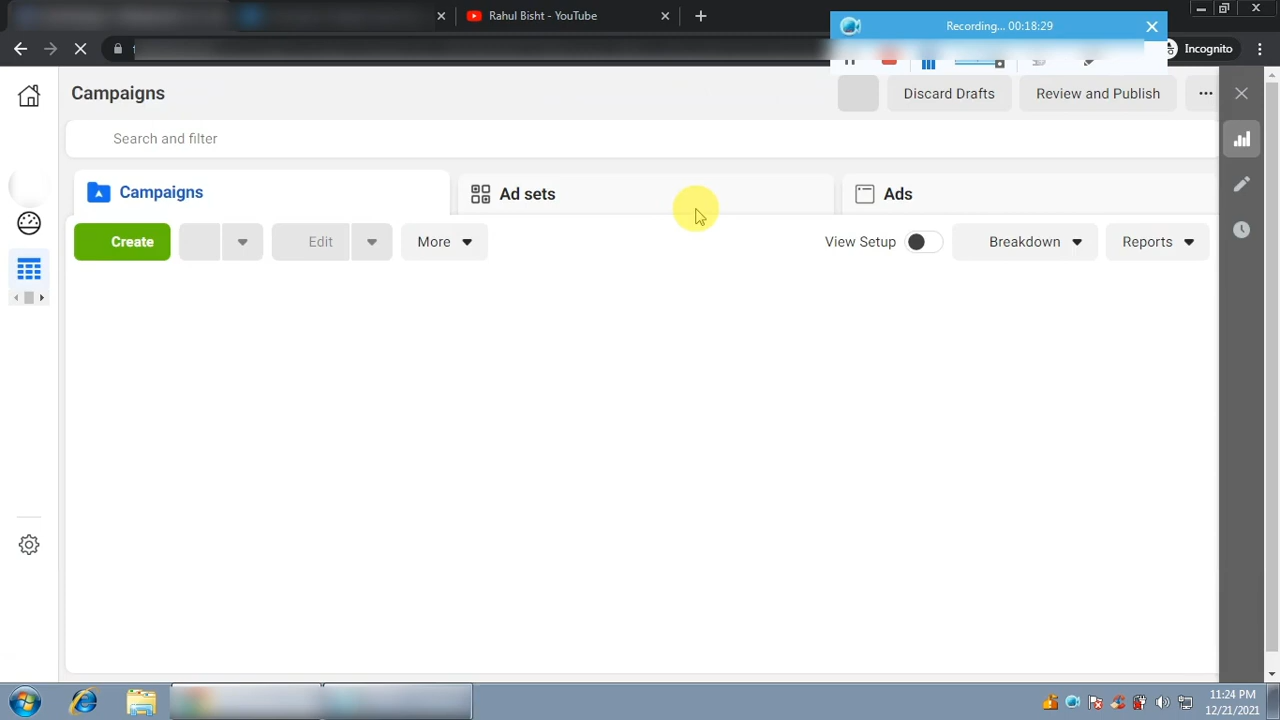 Rahul Bisht - YouTube
Recording... 00:18:29
Incognito
Campaigns
Discard Drafts
Review and Publish
Search and filter
Campaigns
Ad sets
Ads
Create
Edit
More
View Setup
Breakdown
Reports
11:24 PM
12/21/2021